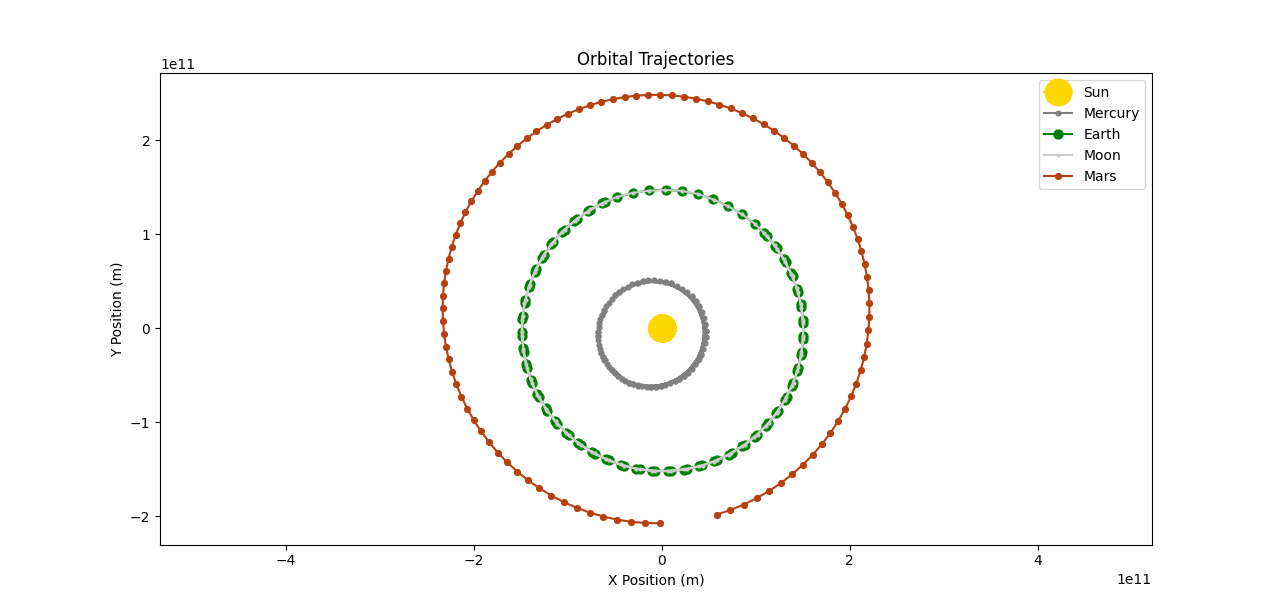 Orbital Trajectories
1e11
Sun
Mercury
Earth
Moon
Mars
2
1
0
−1
−2
Y Position (m)
−4
−2
0
2
4
X Position (m)
1e11